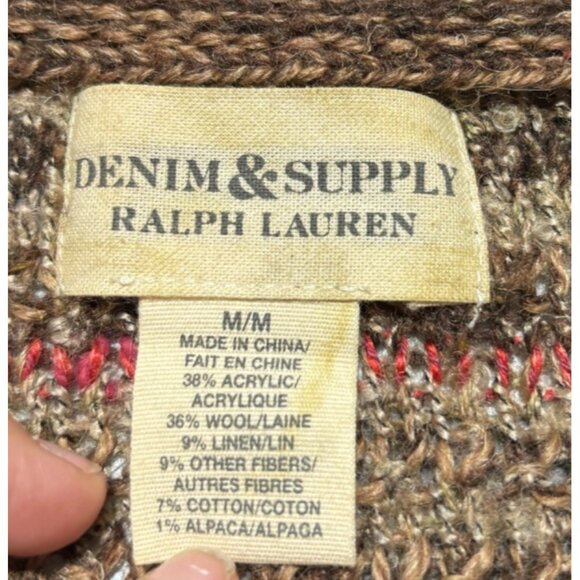 DENIM & SUPPLY
RALPH LAUREN
M/M
MADE IN CHINA/
FAIT EN CHINE
38% ACRYLIC/
ACRYLIQUE
36% WOOL/LAINE
9% LINEN/LIN
9% OTHER FIBERS/
AUTRES FIBRES
7% COTTON/COTON
1% ALPACA/ALPAGA